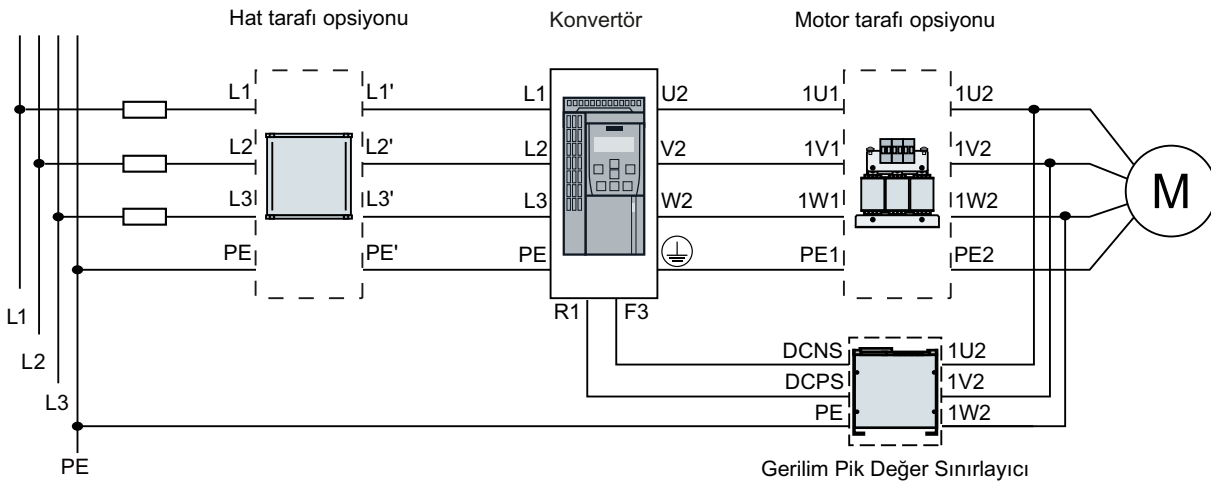 Hat tarafı opsiyonu
Konvertör
Motor tarafı opsiyonu
L1 L1' L1 U2 1U1 1U2
L2 L2' L2 V2 1V1 1V2
L3 L3' L3 W2 1W1 1W2
M
PE PE' PE PE1 PE2
R1 F3
L1
L2
L3
PE
DCNS 1U2
DCPS 1V2
PE 1W2
Gerilim Pik Değer Sınırlayıcı